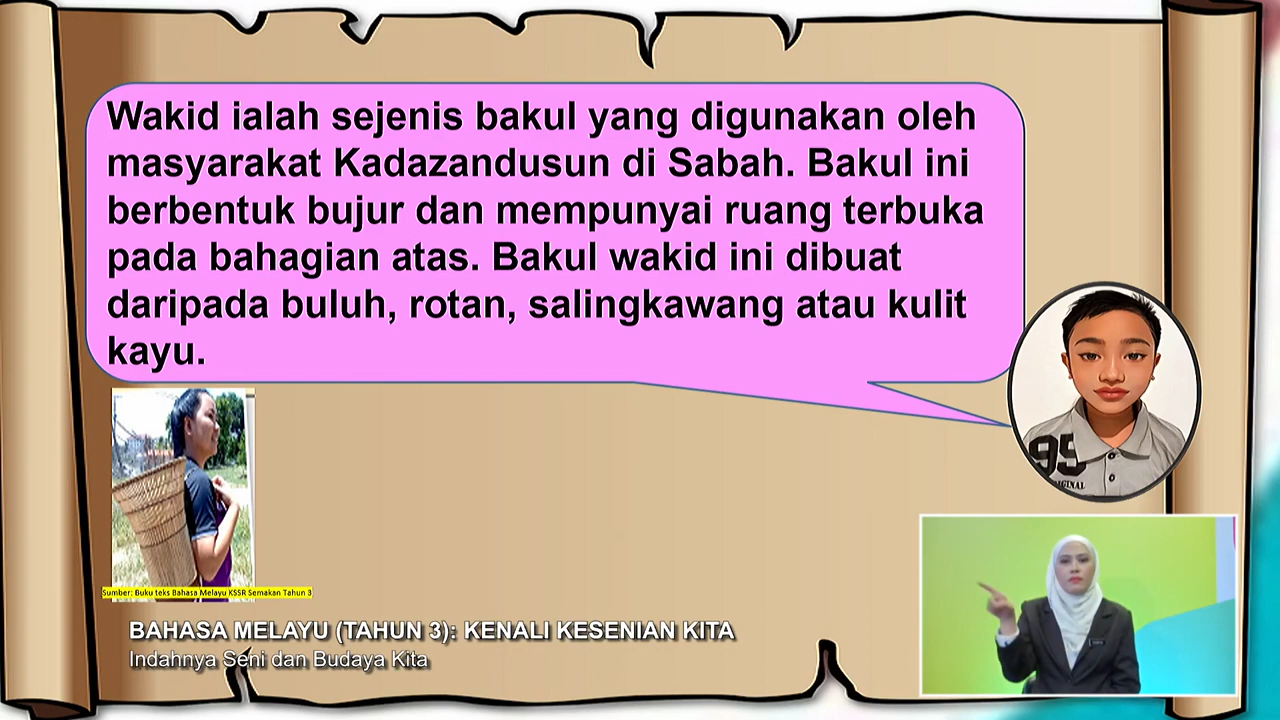 Wakid ialah sejenis bakul yang digunakan oleh
masyarakat Kadazandusun di Sabah. Bakul ini
berbentuk bujur dan mempunyai ruang terbuka
pada bahagian atas. Bakul wakid ini dibuat
daripada buluh, rotan, salingkawang atau kulit
kayu.
95
Sumber: Buku teks Bahasa Melayu KSSR Semakan Tahun 3
BAHASA MELAYU (TAHUN 3): KENALI KESENIAN KITA
Indahnya Seni dan Budaya Kita